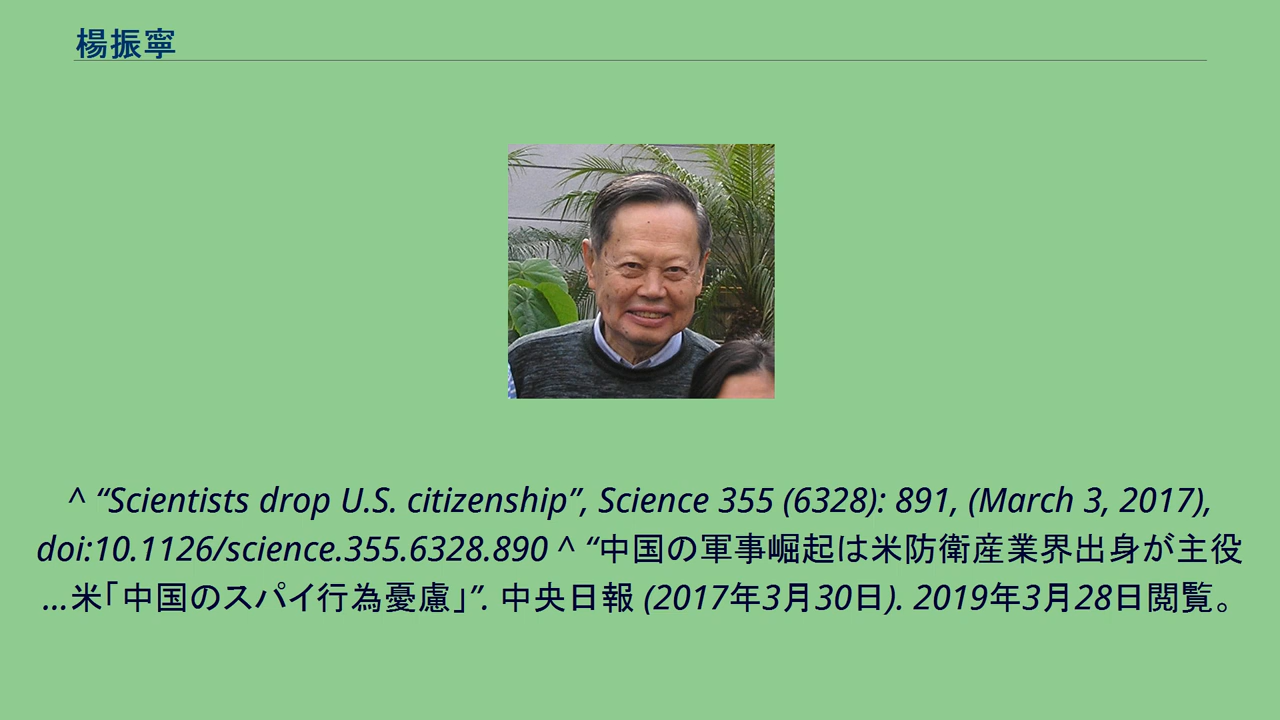 楊振寧
^ “Scientists drop U.S. citizenship”, Science 355 (6328): 891, (March 3, 2017),
doi:10.1126/science.355.6328.890 ^ “中国の軍事崛起は米防衛産業界出身が主役
…米「中国のスパイ行為憂慮」”. 中央日報 (2017年3月30日). 2019年3月28日閲覧。